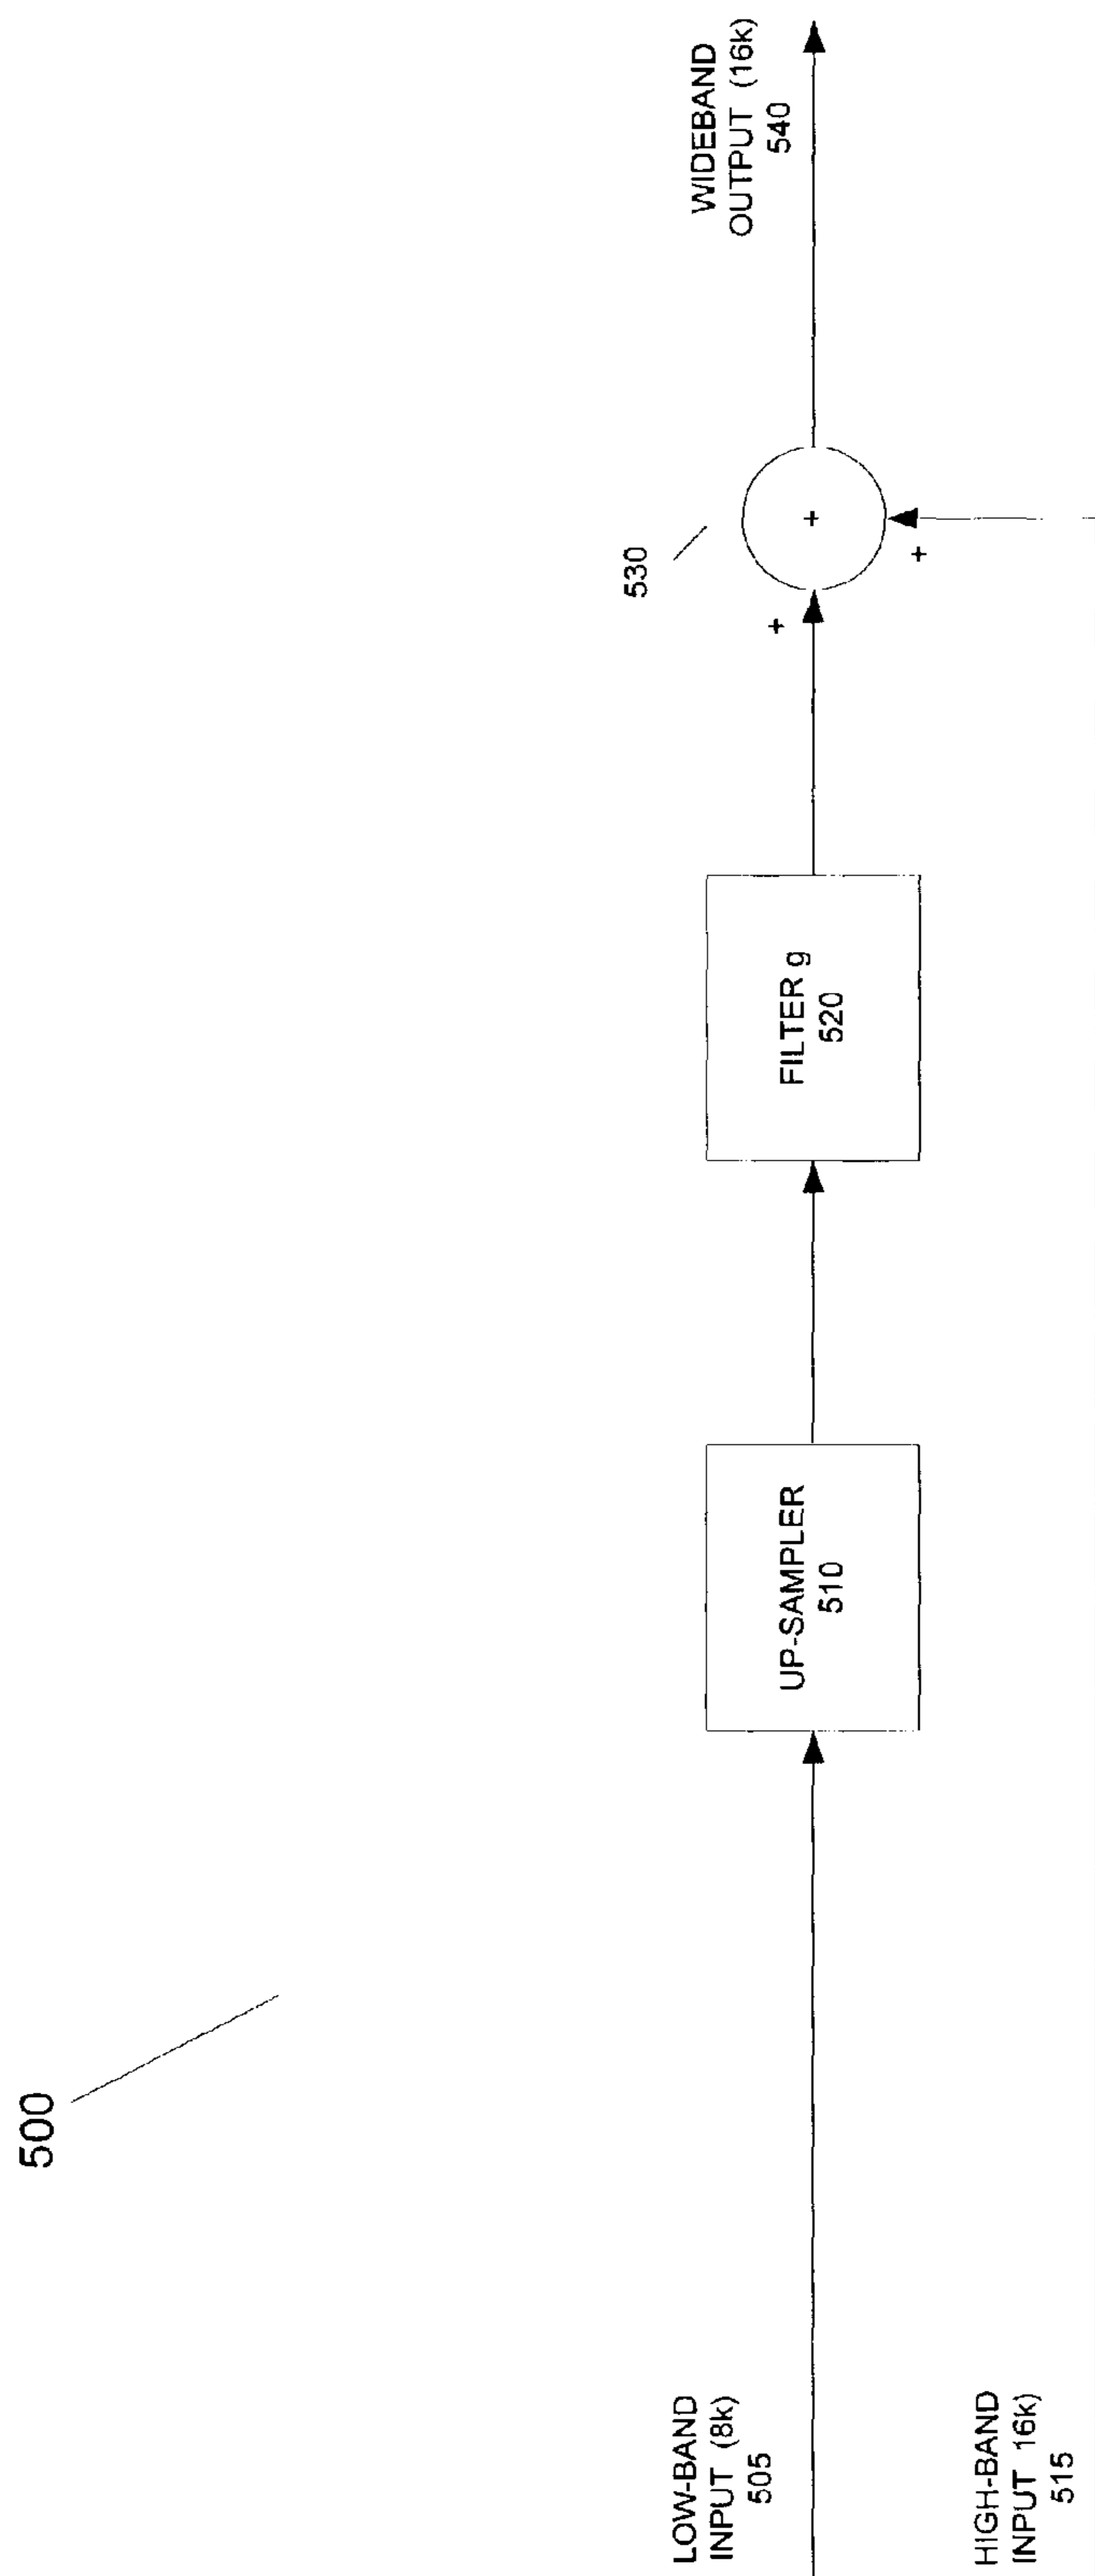 500
LOW-BAND
INPUT (8k)
505
HIGH-BAND
INPUT 16k)
515
UP-SAMPLER
510
FILTER g
520
530
+
+
+
WIDEBAND
OUTPUT (16k)
540